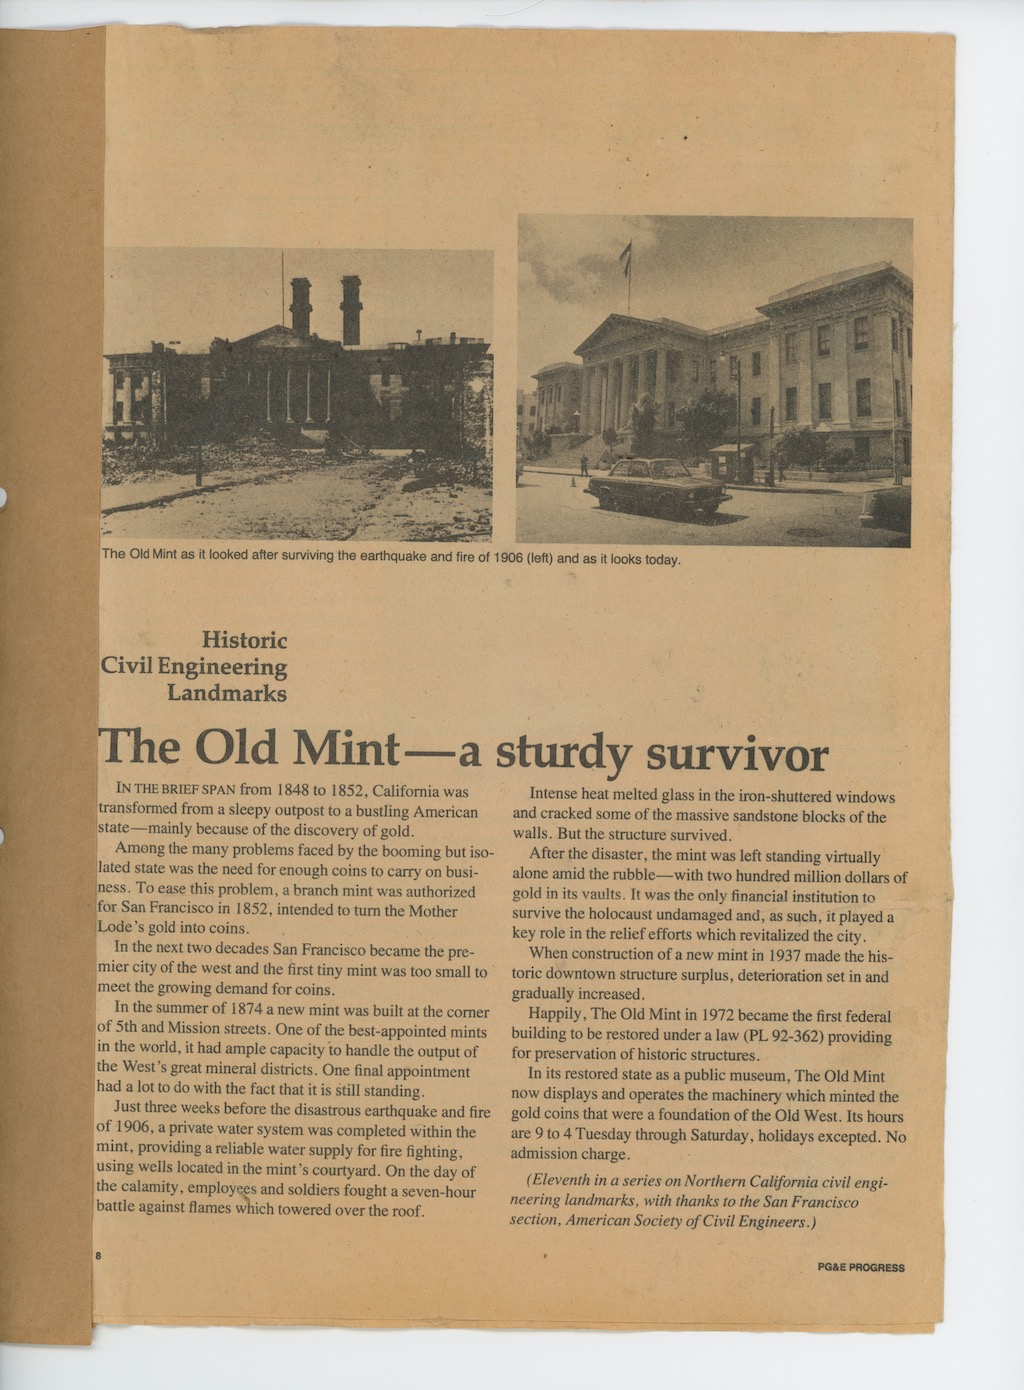 The Old Mint as it looked after surviving the earthquake and fire of 1906 (left) and as it looks today.
Historic
Civil Engineering
Landmarks
The Old Mint—a sturdy survivor
IN THE BRIEF SPAN from 1848 to 1852, California was
transformed from a sleepy outpost to a bustling American
state—mainly because of the discovery of gold.
Among the many problems faced by the booming but iso-
lated state was the need for enough coins to carry on busi-
ness. To ease this problem, a branch mint was authorized
for San Francisco in 1852, intended to turn the Mother
Lode's gold into coins.
In the next two decades San Francisco became the pre-
mier city of the west and the first tiny mint was too small to
meet the growing demand for coins.
In the summer of 1874 a new mint was built at the corner
of 5th and Mission streets. One of the best-appointed mints
in the world, it had ample capacity to handle the output of
the West's great mineral districts. One final appointment
had a lot to do with the fact that it is still standing.
Just three weeks before the disastrous earthquake and fire
of 1906, a private water system was completed within the
mint, providing a reliable water supply for fire fighting,
using wells located in the mint's courtyard. On the day of
the calamity, employees and soldiers fought a seven-hour
battle against flames which towered over the roof.
Intense heat melted glass in the iron-shuttered windows
and cracked some of the massive sandstone blocks of the
walls. But the structure survived.
After the disaster, the mint was left standing virtually
alone amid the rubble—with two hundred million dollars of
gold in its vaults. It was the only financial institution to
survive the holocaust undamaged and, as such, it played a
key role in the relief efforts which revitalized the city.
When construction of a new mint in 1937 made the his-
toric downtown structure surplus, deterioration set in and
gradually increased.
Happily, The Old Mint in 1972 became the first federal
building to be restored under a law (PL 92-362) providing
for preservation of historic structures.
In its restored state as a public museum, The Old Mint
now displays and operates the machinery which minted the
gold coins that were a foundation of the Old West. Its hours
are 9 to 4 Tuesday through Saturday, holidays excepted. No
admission charge.
(Eleventh in a series on Northern California civil engi-
neering landmarks, with thanks to the San Francisco
section, American Society of Civil Engineers.)
8
PG&E PROGRESS